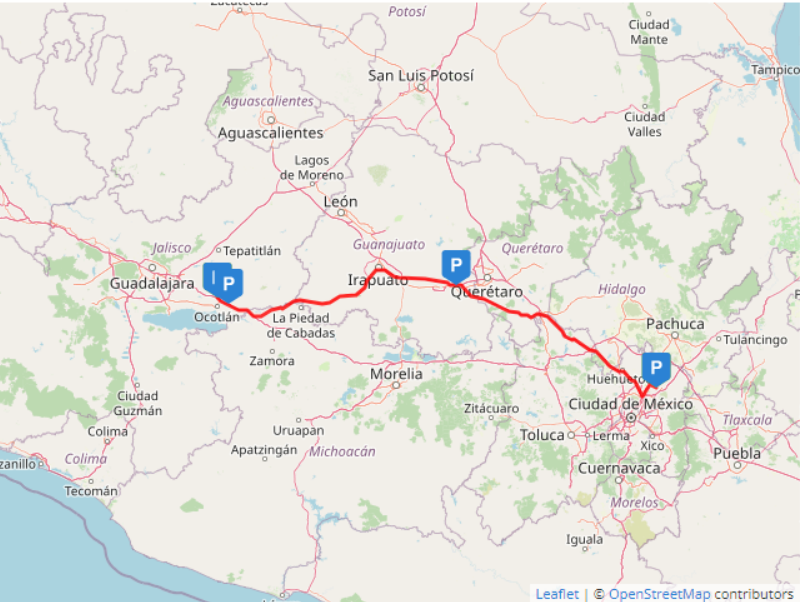 Zacatecas
Potosí
Ciudad
Mante
San Luis Potosí
Tampico
Aguascalientes
Aguascalientes
Ciudad
Valles
Lagos
de Moreno
León
Jalisco
Tepatitlán
Guanajuato
Querétaro
P
Guadalajara
I
P
Irapuato
Querétaro
Hidalgo
Ocotlán
La Piedad
de Cabadas
Pachuca
Tulancingo
Zamora
P
Morelia
Huehueto
Ciudad
Guzmán
Zitácuaro
Ciudad de México
Tlaxcala
Colima
Uruapan
Toluca
Lerma
Xico
Apatzingán
Michoacán
Puebla
nzanillo
Colima
Cuernavaca
Tecomán
Morelos
Iguala
Leaflet | © OpenStreetMap contributors